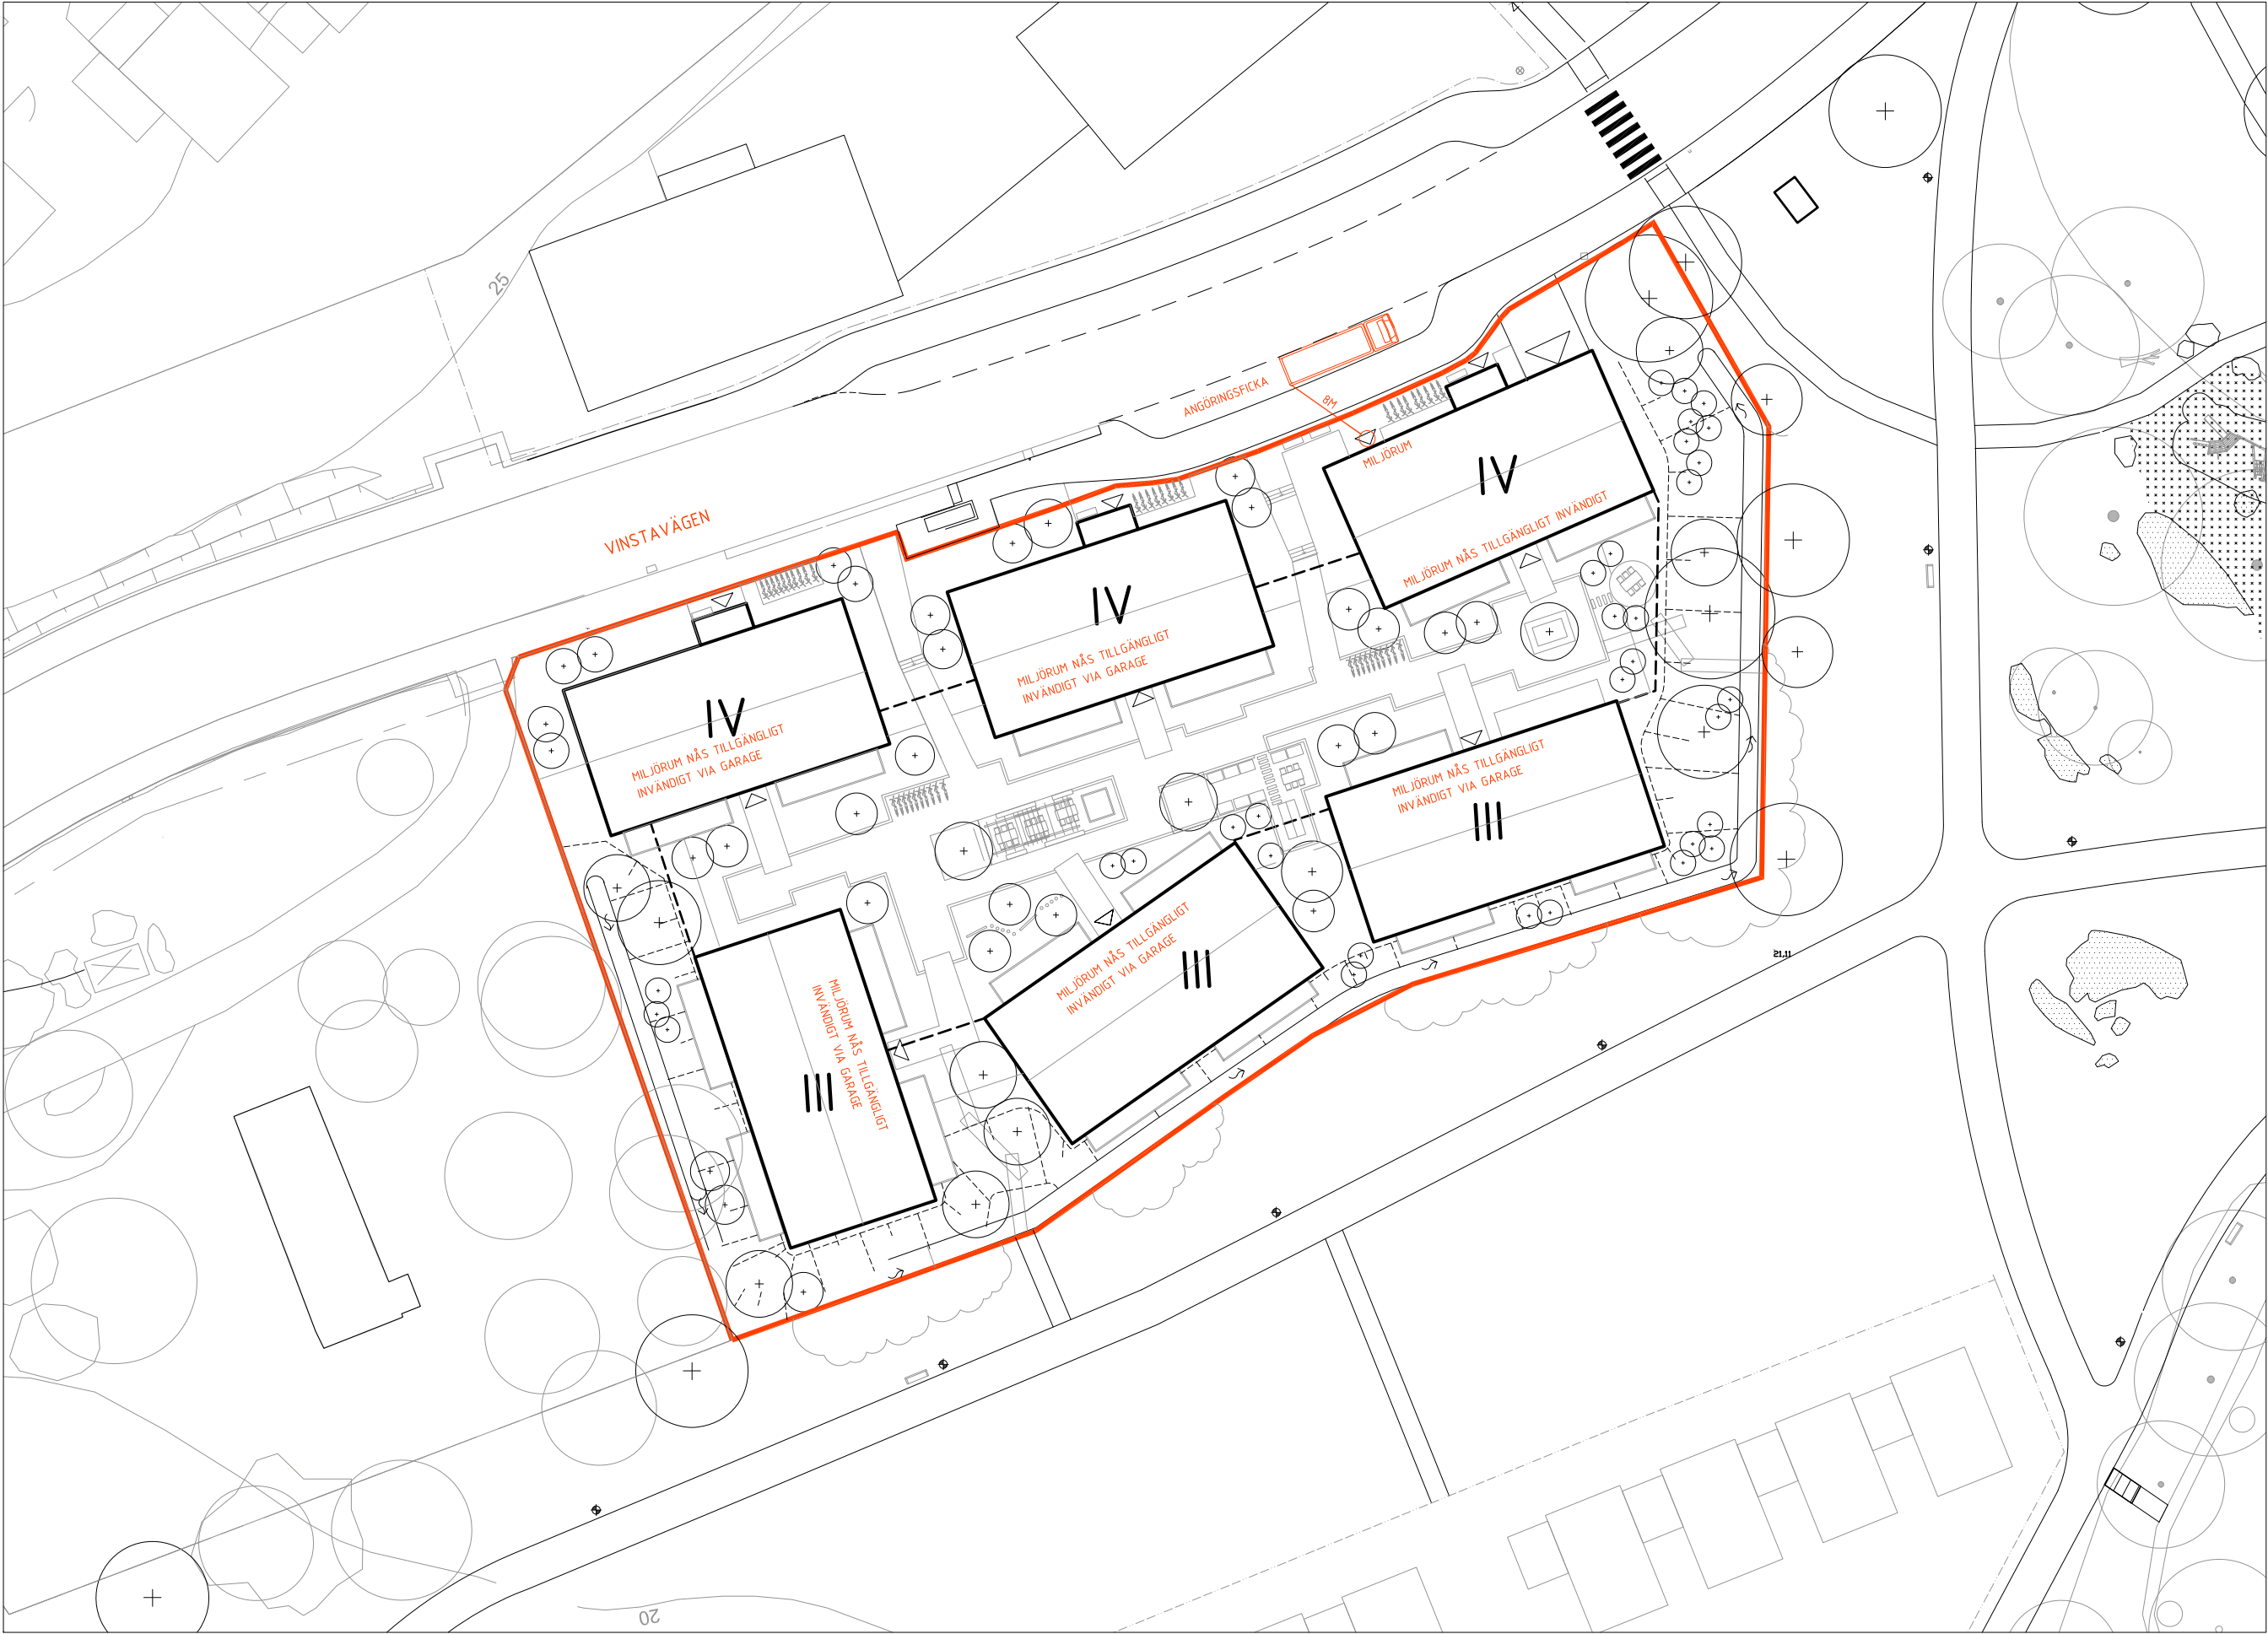 25
ANGÖRINGSFICKA
8M
MILJÖRUM
IV
MILJÖRUM NÅS TILLGÄNGLIGT INVÄNDIGT
VINSTAVÄGEN
IV
MILJÖRUM NÅS TILLGÄNGLIGT
INVÄNDIGT VIA GARAGE
IV
MILJÖRUM NÅS TILLGÄNGLIGT
INVÄNDIGT VIA GARAGE
MILJÖRUM NÅS TILLGÄNGLIGT
INVÄNDIGT VIA GARAGE
III
MILJÖRUM NÅS TILLGÄNGLIGT
INVÄNDIGT VIA GARAGE
III
MILJÖRUM NÅS TILLGÄNGLIGT
INVÄNDIGT VIA GARAGE
III
20